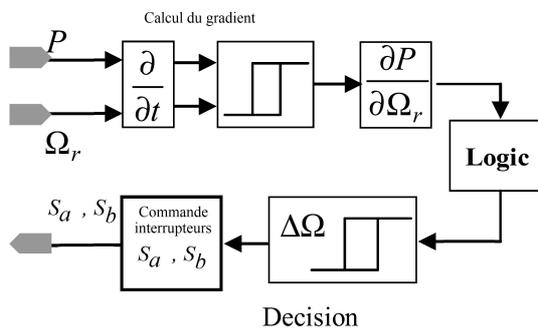 Calcul du gradient
P
Ω_r
∂/∂t
∂P/∂Ω_r
Logic
S_a , S_b
Commande
interrupteurs
S_a , S_b
ΔΩ
Decision